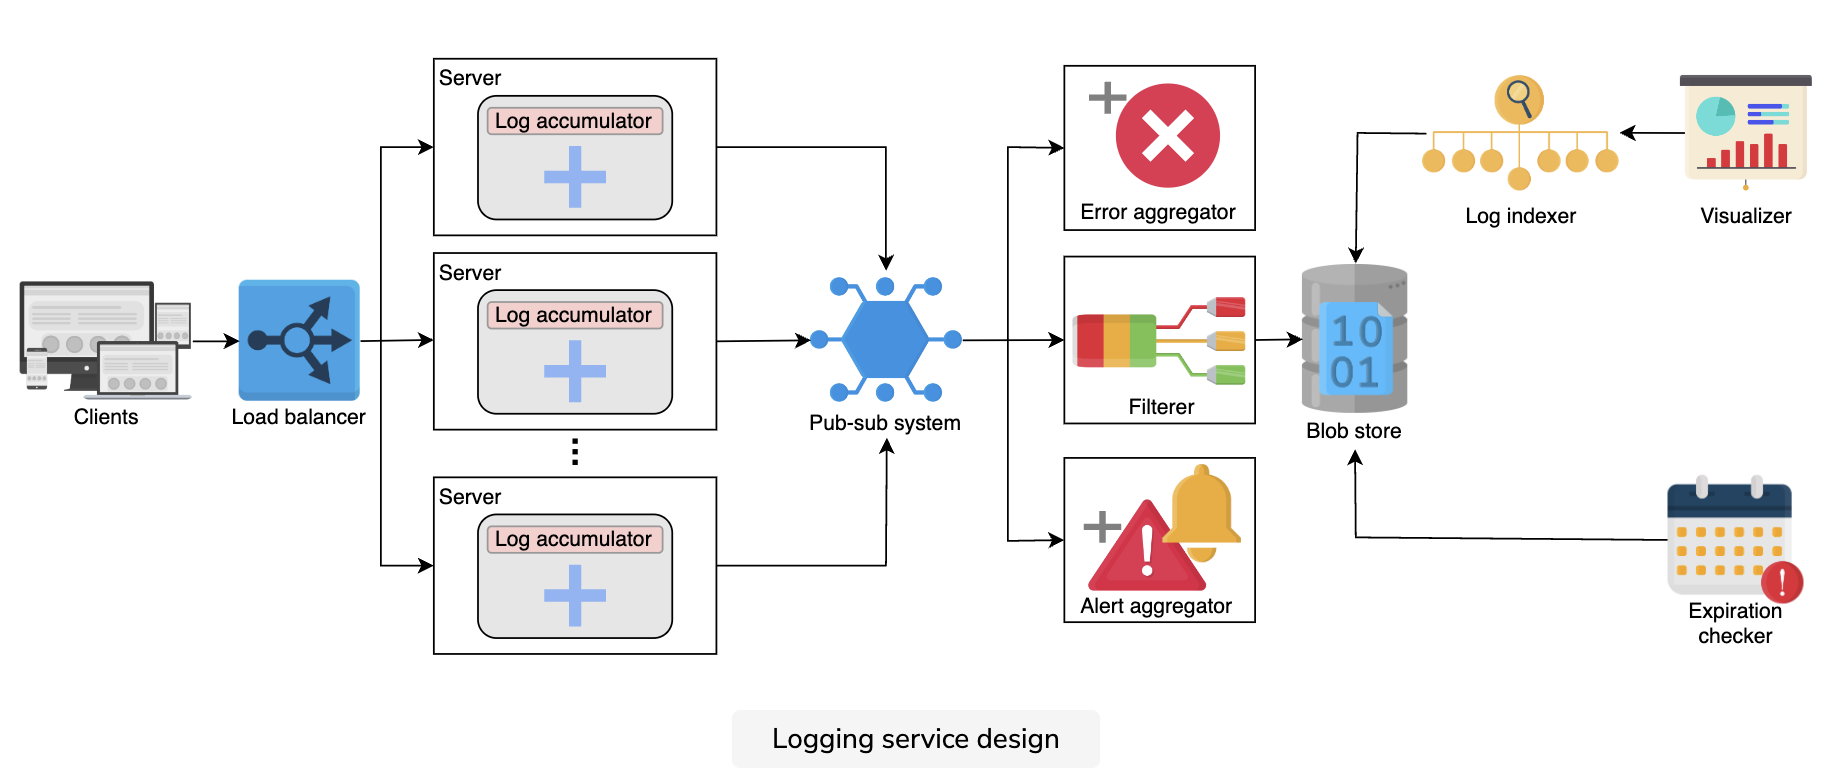 Server
Log accumulator
Server
Log accumulator
Server
Log accumulator
Clients
Load balancer
Pub-sub system
Error aggregator
Filterer
Alert aggregator
10
01
Blob store
Log indexer
Visualizer
Expiration
checker
Logging service design